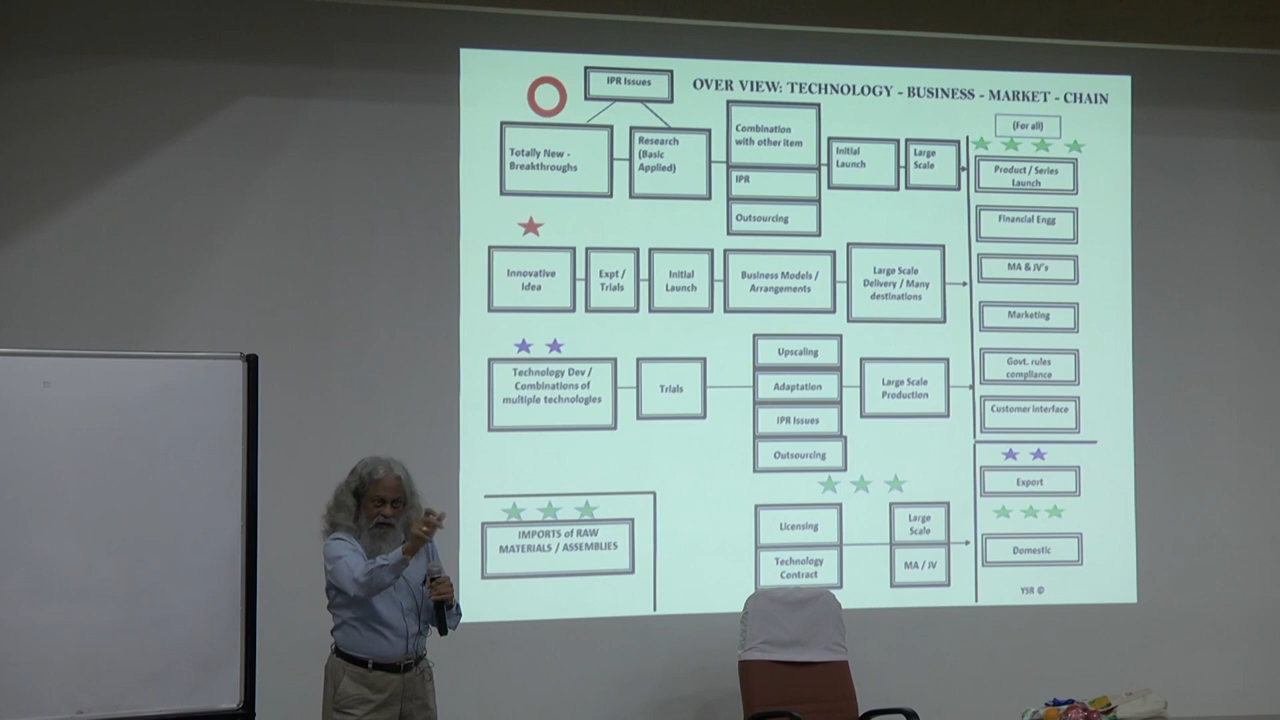 IPR Issues
OVER VIEW: TECHNOLOGY - BUSINESS - MARKET - CHAIN
(For all)
Totally New -
Breakthroughs
Research
(Basic
Applied)
Combination
with other item
IPR
Outsourcing
Initial
Launch
Large
Scale
Product / Series
Launch
Financial Engg
MA & JV's
Marketing
Govt. rules
compliance
Customer Interface
Innovative
Idea
Expt /
Trials
Initial
Launch
Business Models /
Arrangements
Large Scale
Delivery / Many
destinations
Technology Dev /
Combinations of
multiple technologies
Trials
Upscaling
Adaptation
IPR Issues
Outsourcing
Large Scale
Production
Export
Domestic
IMPORTS of RAW
MATERIALS / ASSEMBLIES
Licensing
Technology
Contract
Large
Scale
MA / JV
YSR ©